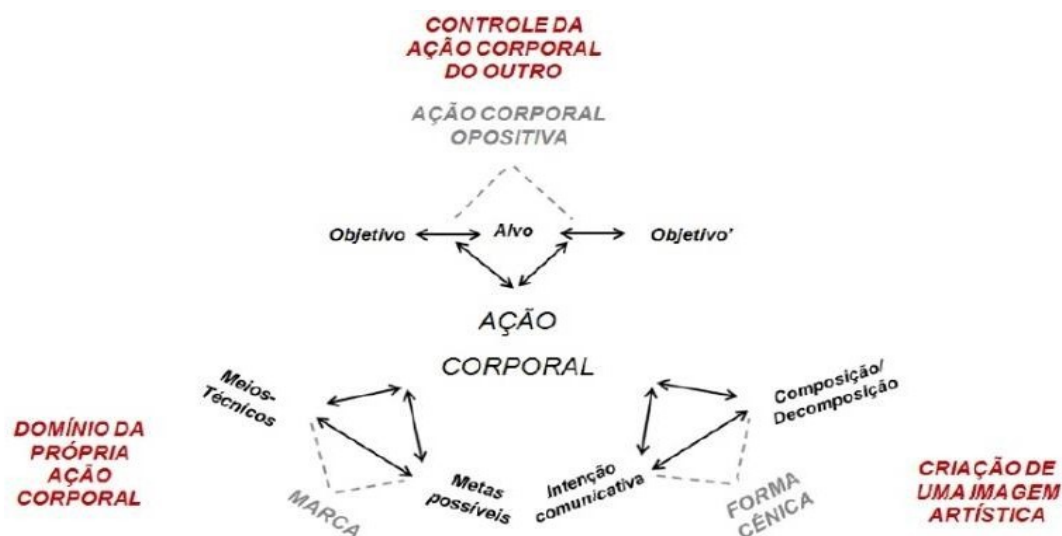 CONTROLE DA
AÇÃO CORPORAL
DO OUTRO
AÇÃO CORPORAL
OPOSITIVA
Objetivo
Alvo
Objetivo'
AÇÃO
CORPORAL
Meios-
Técnicos
Composição/
Decomposição
DOMÍNIO DA
PRÓPRIA
AÇÃO
CORPORAL
MARCA
Metas
possíveis
Intenção
comunicativa
FORMA
CÊNICA
CRIAÇÃO DE
UMA IMAGEM
ARTÍSTICA